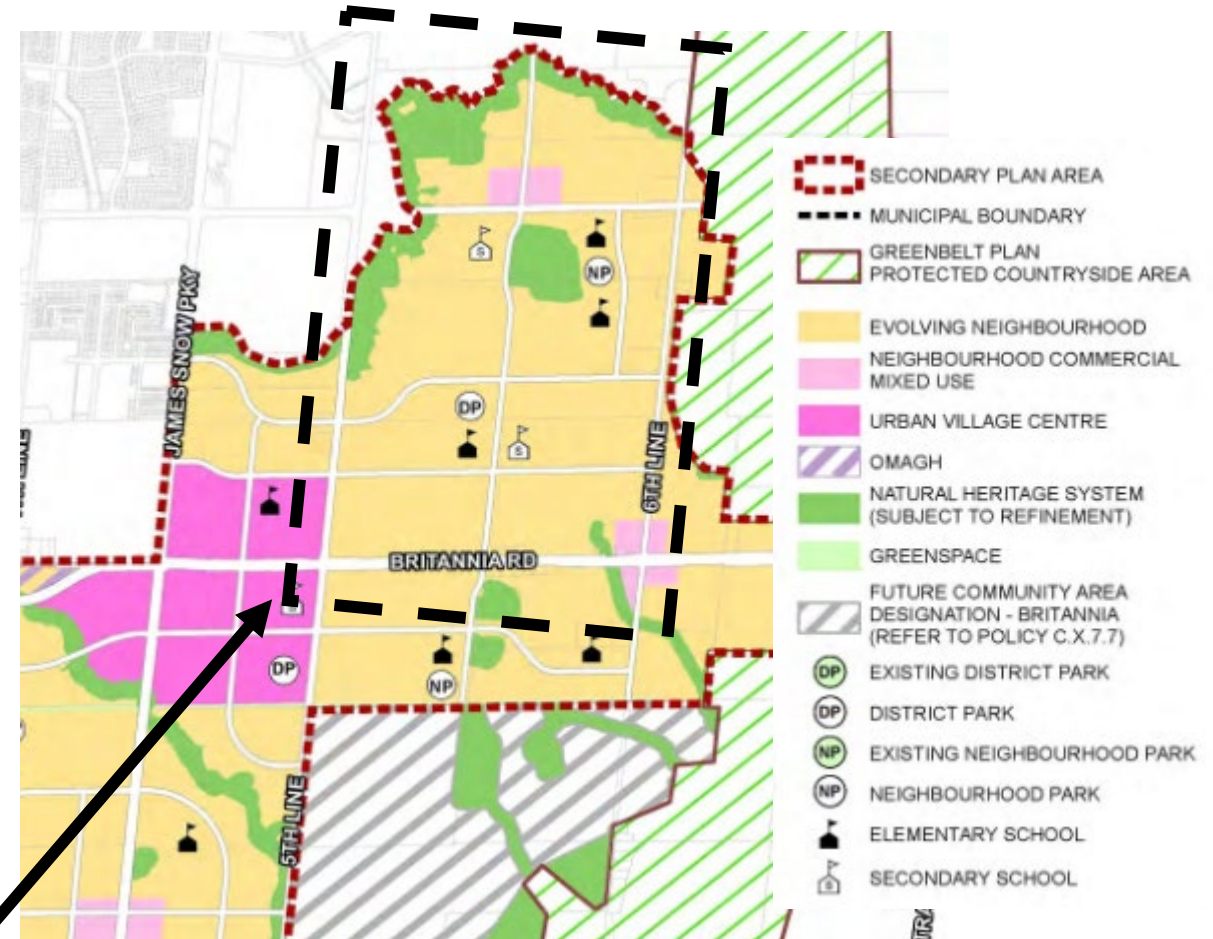 JAMES SNOW PKY
S
NP
DP
S
6TH LINE
BRITANNIA RD
S
DP
NP
5TH LINE
SECONDARY PLAN AREA
MUNICIPAL BOUNDARY
GREENBELT PLAN
PROTECTED COUNTRYSIDE AREA
EVOLVING NEIGHBOURHOOD
NEIGHBOURHOOD COMMERCIAL
MIXED USE
URBAN VILLAGE CENTRE
OMAGH
NATURAL HERITAGE SYSTEM
(SUBJECT TO REFINEMENT)
GREENSPACE
FUTURE COMMUNITY AREA
DESIGNATION - BRITANNIA
(REFER TO POLICY C.X.7.7)
DP EXISTING DISTRICT PARK
DP DISTRICT PARK
NP EXISTING NEIGHBOURHOOD PARK
NP NEIGHBOURHOOD PARK
ELEMENTARY SCHOOL
S SECONDARY SCHOOL